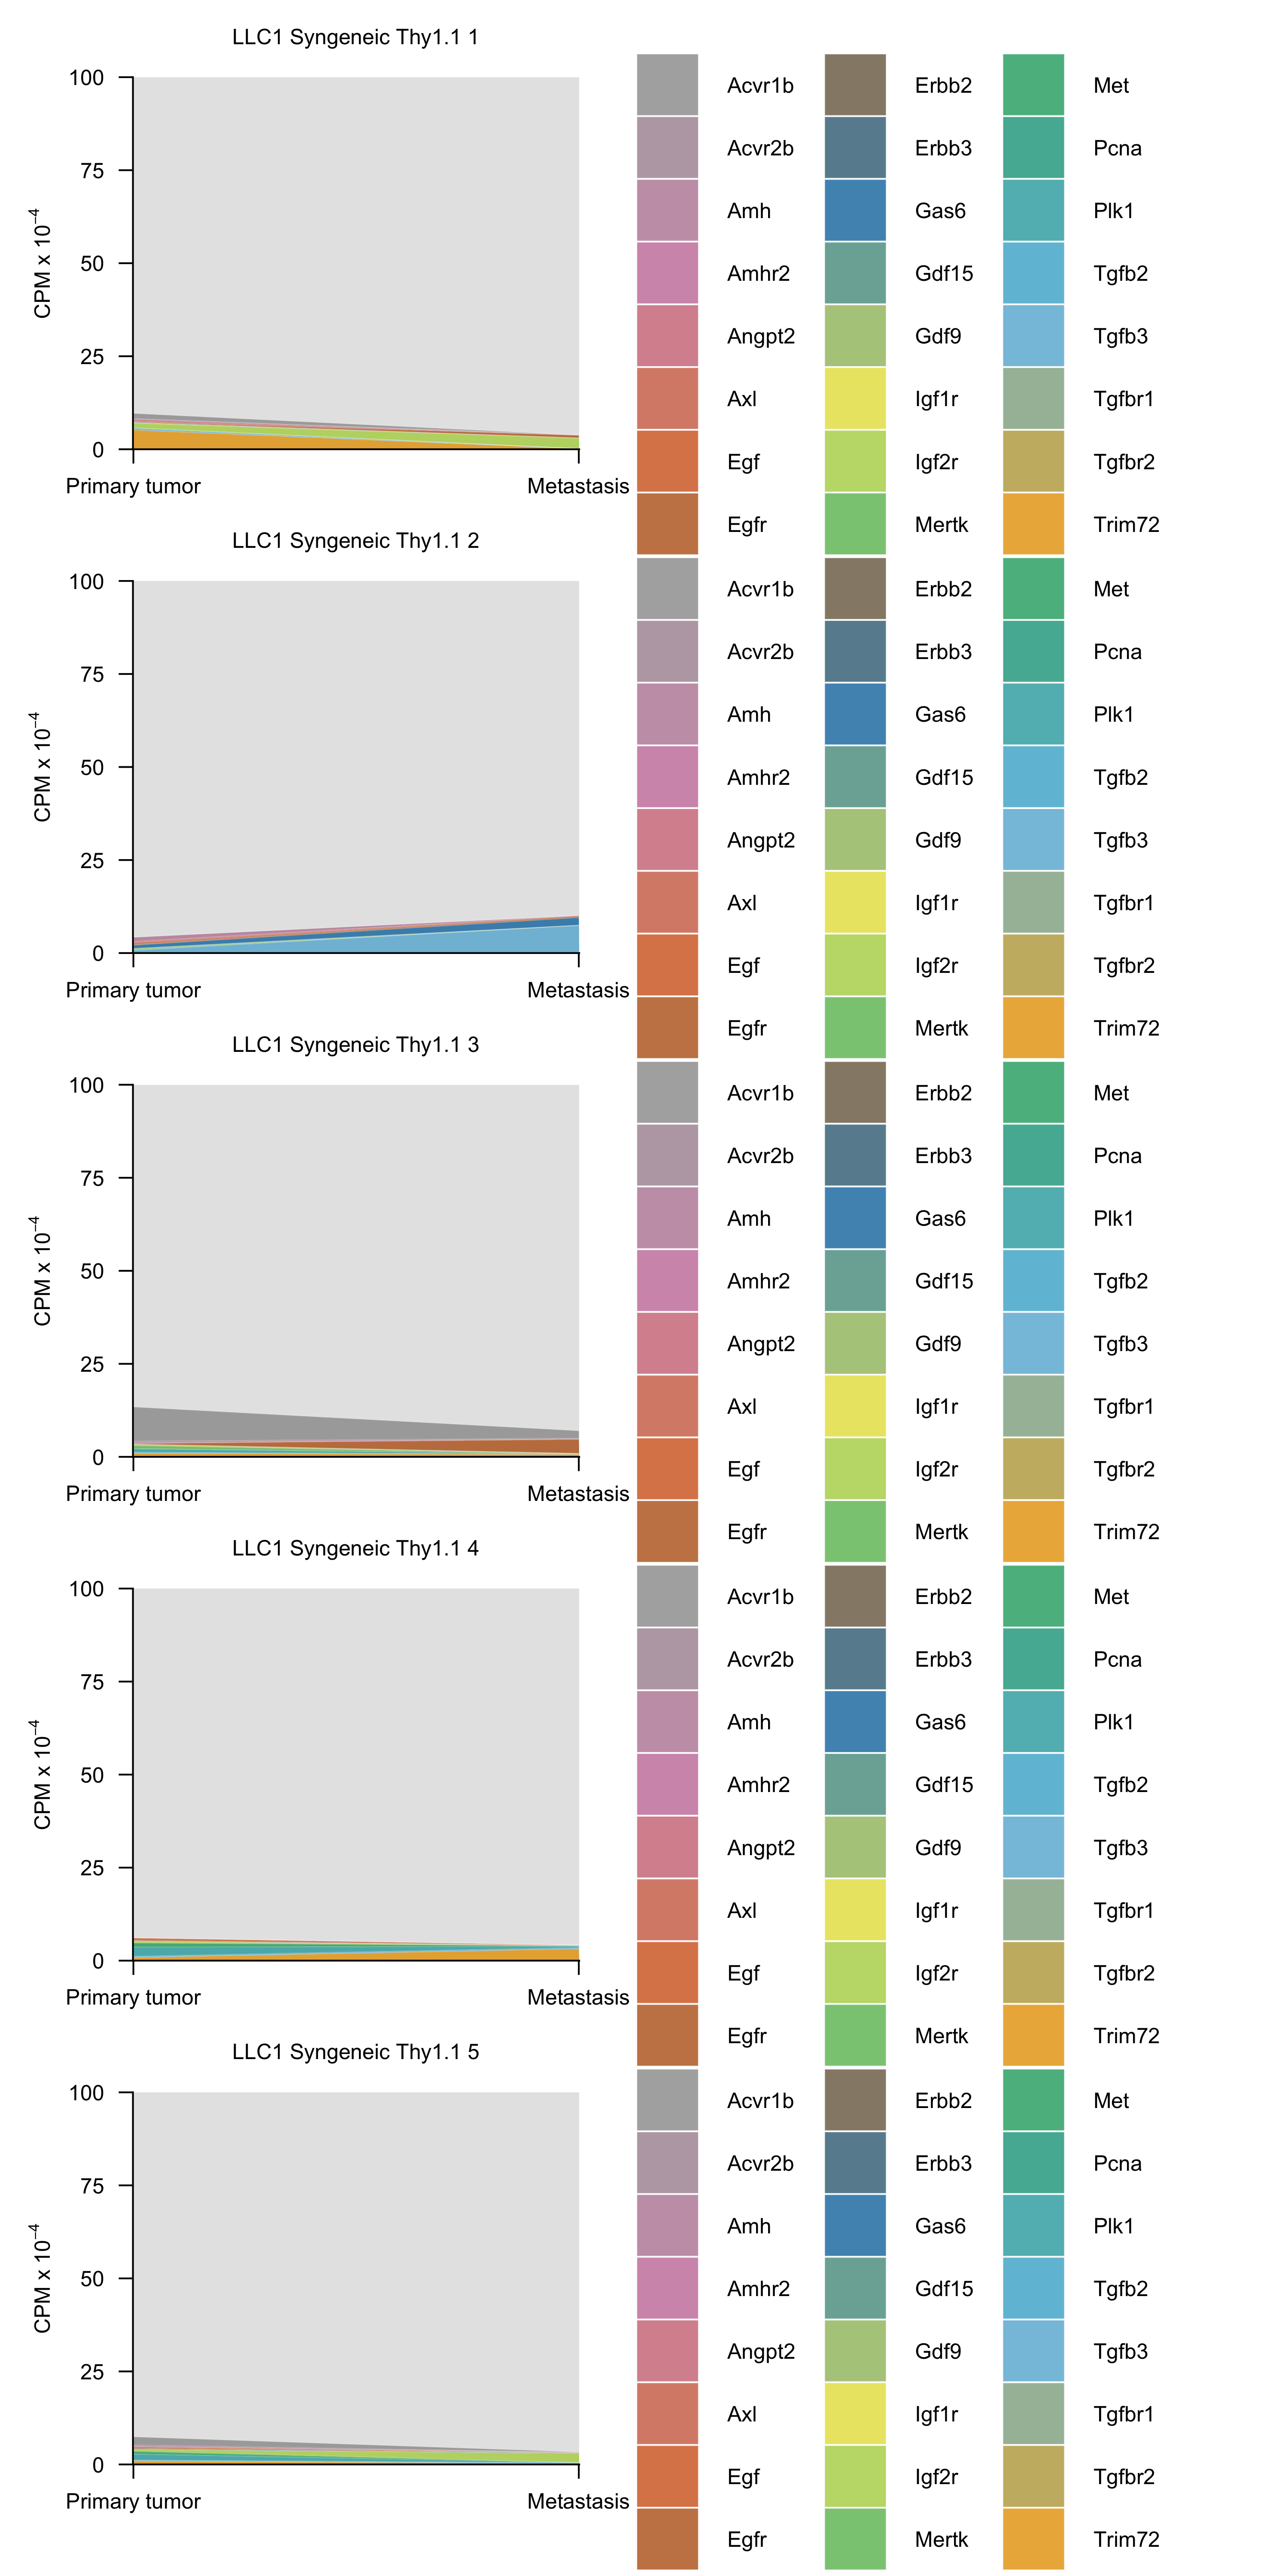 LLC1 Syngeneic Thy1.1 1
CPM x 10⁻⁴
100
75
50
25
0
Primary tumor Metastasis
Acvr1b Erbb2 Met
Acvr2b Erbb3 Pcna
Amh Gas6 Plk1
Amhr2 Gdf15 Tgfb2
Angpt2 Gdf9 Tgfb3
Axl Igf1r Tgfbr1
Egf Igf2r Tgfbr2
Egfr Mertk Trim72
LLC1 Syngeneic Thy1.1 2
CPM x 10⁻⁴
100
75
50
25
0
Primary tumor Metastasis
Acvr1b Erbb2 Met
Acvr2b Erbb3 Pcna
Amh Gas6 Plk1
Amhr2 Gdf15 Tgfb2
Angpt2 Gdf9 Tgfb3
Axl Igf1r Tgfbr1
Egf Igf2r Tgfbr2
Egfr Mertk Trim72
LLC1 Syngeneic Thy1.1 3
CPM x 10⁻⁴
100
75
50
25
0
Primary tumor Metastasis
Acvr1b Erbb2 Met
Acvr2b Erbb3 Pcna
Amh Gas6 Plk1
Amhr2 Gdf15 Tgfb2
Angpt2 Gdf9 Tgfb3
Axl Igf1r Tgfbr1
Egf Igf2r Tgfbr2
Egfr Mertk Trim72
LLC1 Syngeneic Thy1.1 4
CPM x 10⁻⁴
100
75
50
25
0
Primary tumor Metastasis
Acvr1b Erbb2 Met
Acvr2b Erbb3 Pcna
Amh Gas6 Plk1
Amhr2 Gdf15 Tgfb2
Angpt2 Gdf9 Tgfb3
Axl Igf1r Tgfbr1
Egf Igf2r Tgfbr2
Egfr Mertk Trim72
LLC1 Syngeneic Thy1.1 5
CPM x 10⁻⁴
100
75
50
25
0
Primary tumor Metastasis
Acvr1b Erbb2 Met
Acvr2b Erbb3 Pcna
Amh Gas6 Plk1
Amhr2 Gdf15 Tgfb2
Angpt2 Gdf9 Tgfb3
Axl Igf1r Tgfbr1
Egf Igf2r Tgfbr2
Egfr Mertk Trim72